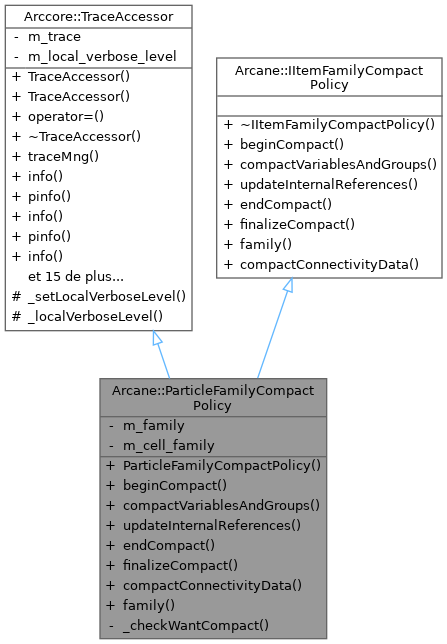 Arccore::TraceAccessor
- m_trace
- m_local_verbose_level
+ TraceAccessor()
+ TraceAccessor()
+ operator=()
+ ~TraceAccessor()
+ traceMng()
+ info()
+ pinfo()
+ info()
+ pinfo()
+ info()
et 15 de plus...
# _setLocalVerboseLevel()
# _localVerboseLevel()
Arcane::IItemFamilyCompact
Policy
+ ~IItemFamilyCompactPolicy()
+ beginCompact()
+ compactVariablesAndGroups()
+ updateInternalReferences()
+ endCompact()
+ finalizeCompact()
+ family()
+ compactConnectivityData()
Arcane::ParticleFamilyCompact
Policy
- m_family
- m_cell_family
+ ParticleFamilyCompactPolicy()
+ beginCompact()
+ compactVariablesAndGroups()
+ updateInternalReferences()
+ endCompact()
+ finalizeCompact()
+ compactConnectivityData()
+ family()
- _checkWantCompact()